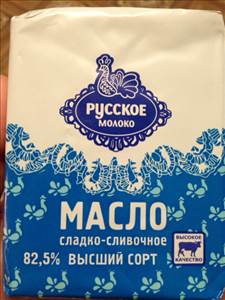 РУССКОЕ
МОЛОКО
МАСЛО
сладко-сливочное
82,5% ВЫСШИЙ СОРТ
ВЫСОКОЕ
КАЧЕСТВО